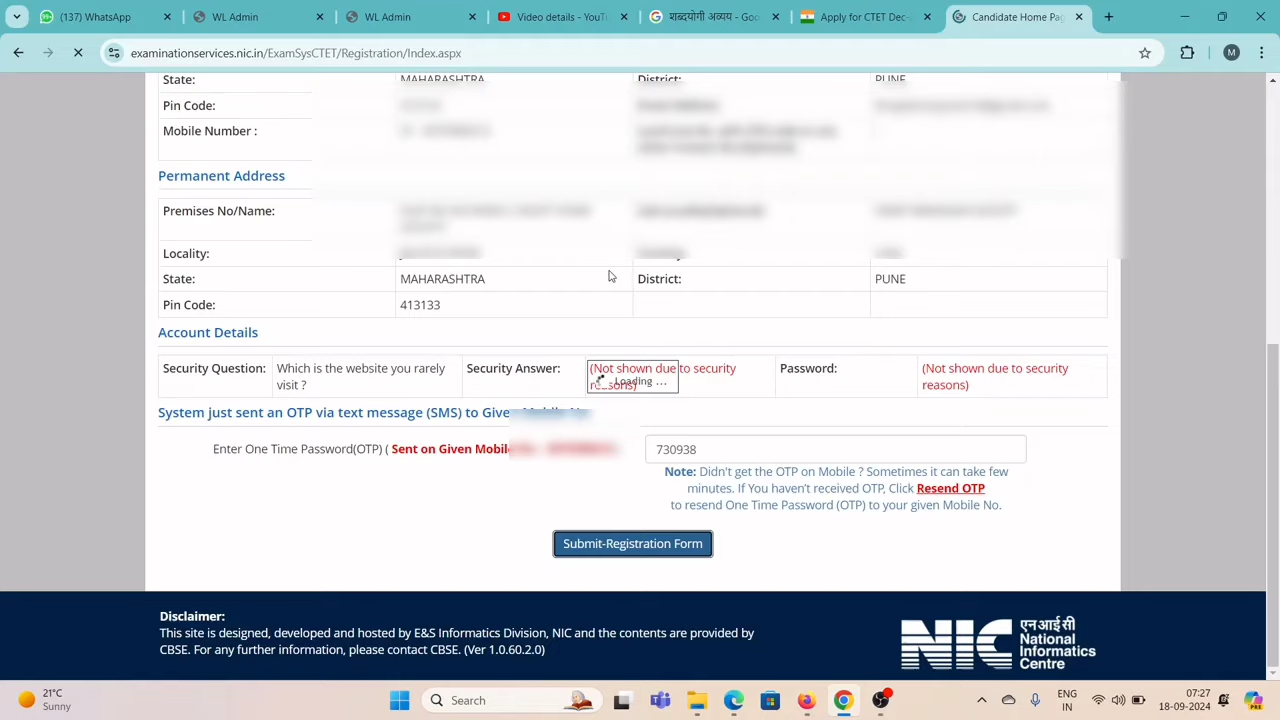 (137) WhatsApp
WL Admin
Video details - YouTub
शब्दयोगी अव्यय - Goo
Apply for CTET Dec-
Candidate Home Pag
examinationservices.nic.in/ExamSysCTET/Registration/Index.aspx
M
State: MAHARASHTRA District: PUNE
Pin Code:
Mobile Number :
Permanent Address
Premises No/Name:
Locality:
State: MAHARASHTRA District: PUNE
Pin Code: 413133
Account Details
Security Question: Which is the website you rarely visit ? Security Answer: (Not shown due to security reasons) Password: (Not shown due to security reasons)
Loading ...
System just sent an OTP via text message (SMS) to Given Mobile No
Enter One Time Password(OTP) ( Sent on Given Mobile
730938
Note: Didn't get the OTP on Mobile ? Sometimes it can take few
minutes. If You haven't received OTP, Click Resend OTP
to resend One Time Password (OTP) to your given Mobile No.
Submit-Registration Form
Disclaimer:
This site is designed, developed and hosted by E&S Informatics Division, NIC and the contents are provided by
CBSE. For any further information, please contact CBSE. (Ver 1.0.60.2.0)
NIC
एन आई सी
National
Informatics
Centre
21°C
Sunny
Search
ENG
IN
07:27
18-09-2024